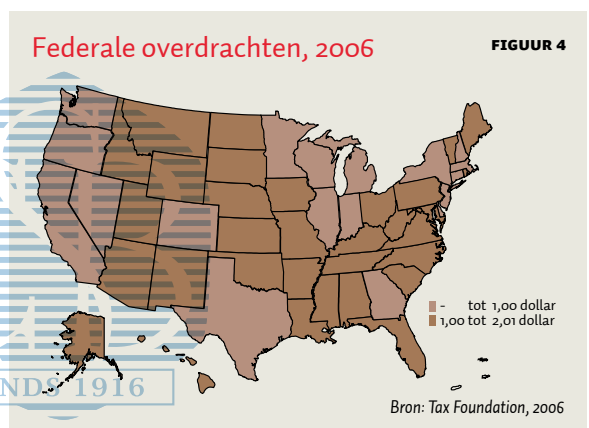 Federale overdrachten, 2006
FIGUUR 4
- tot 1,00 dollar
1,00 tot 2,01 dollar
NDS 1916
Bron: Tax Foundation, 2006